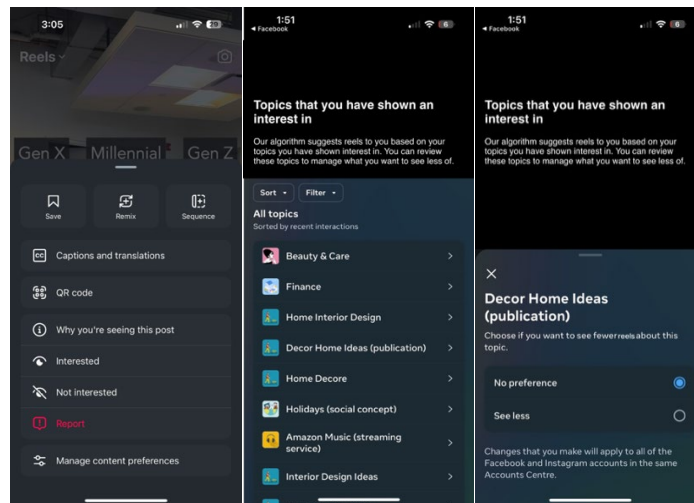 3:05
29
Reels
Gen X Millennial Gen Z
Save
Remix
Sequence
CC Captions and translations
QR code
Why you're seeing this post
Interested
Not interested
Report
Manage content preferences
1:51
6
Facebook
Topics that you have shown an
interest in
Our algorithm suggests reels to you based on your
topics you have shown interest in. You can review
these topics to manage what you want to see less of.
Sort
Filter
All topics
Sorted by recent interactions
Beauty & Care
Finance
Home Interior Design
Decor Home Ideas (publication)
Home Decore
Holidays (social concept)
Amazon Music (streaming
service)
Interior Design Ideas
1:51
6
Facebook
Topics that you have shown an
interest in
Our algorithm suggests reels to you based on your
topics you have shown interest in. You can review
these topics to manage what you want to see less of.
Decor Home Ideas
(publication)
Choose if you want to see fewer reels about this
topic.
No preference
See less
Changes that you make will apply to all of the
Facebook and Instagram accounts in the same
Accounts Centre.